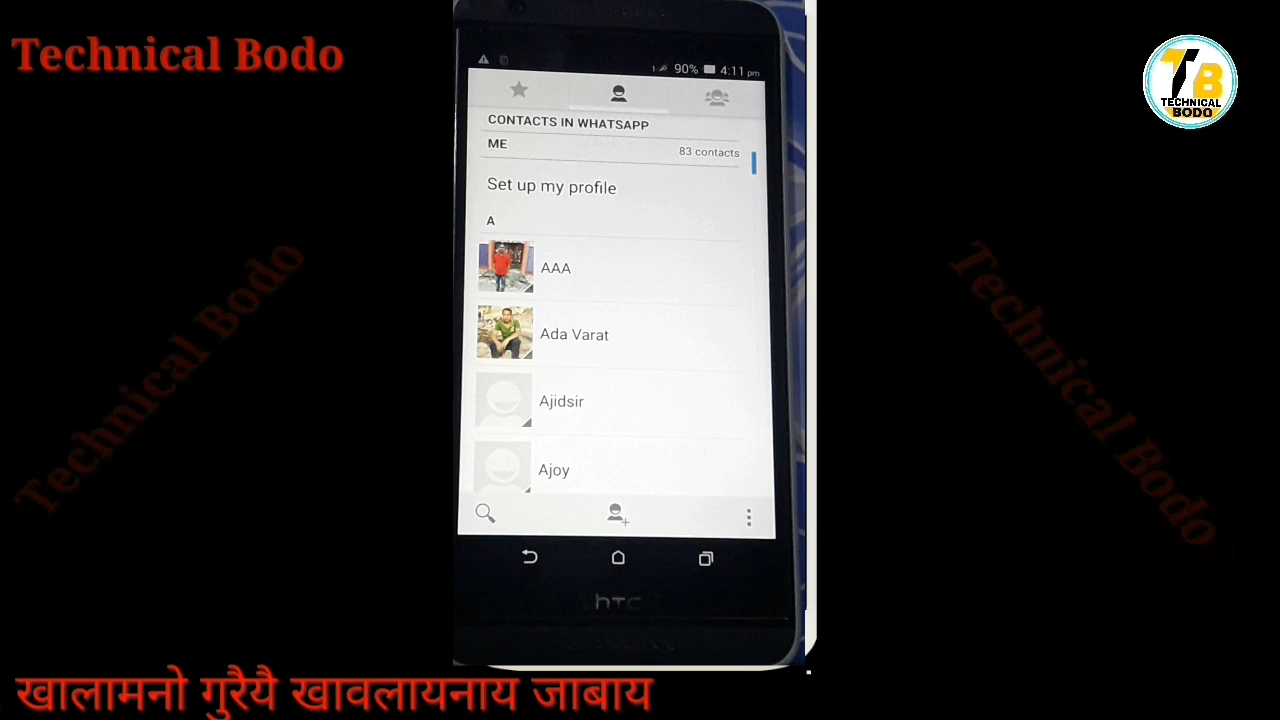 Technical Bodo
TECHNICAL
BODO
90% 4:11 pm
CONTACTS IN WHATSAPP
ME 83 contacts
Set up my profile
A
AAA
Ada Varat
Ajidsir
Ajoy
hTC
Technical Bodo
Technical Bodo
खालामनो गुरैयै खावलायनाय जाबाय